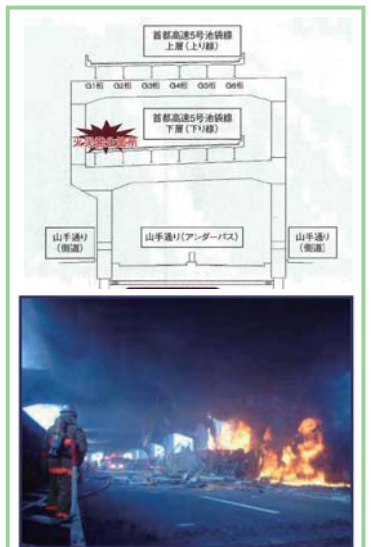 首都高速5号池袋線
上層(上り線)
G1桁 G2桁 G3桁 G4桁 G5桁 G6桁
首都高速5号池袋線
下層(下り線)
火災発生箇所
山手通り
(側道)
山手通り(アンダーパス)
山手通り
(側道)